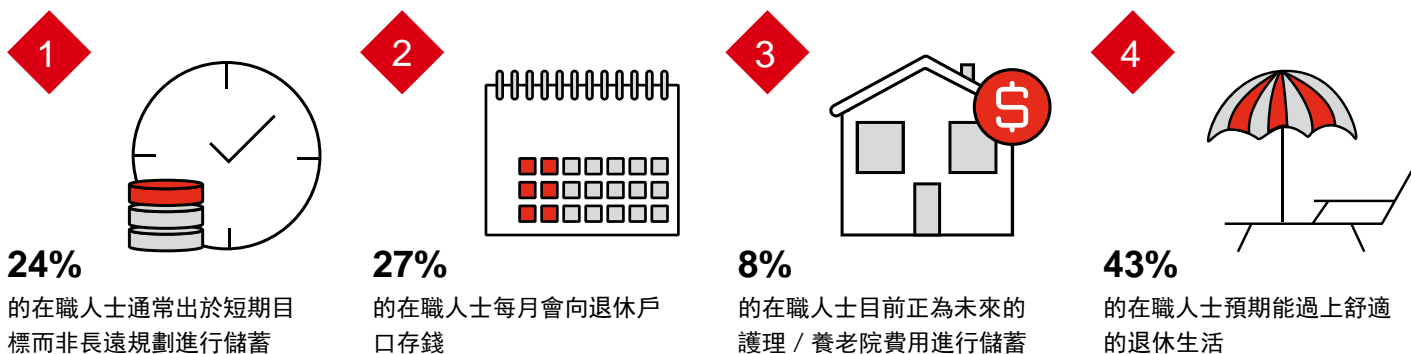 1
24%
的在職人士通常出於短期目
標而非長遠規劃進行儲蓄
2
27%
的在職人士每月會向退休戶
口存錢
3
$
8%
的在職人士目前正為未來的
護理 / 養老院費用進行儲蓄
4
43%
的在職人士預期能過上舒適
的退休生活